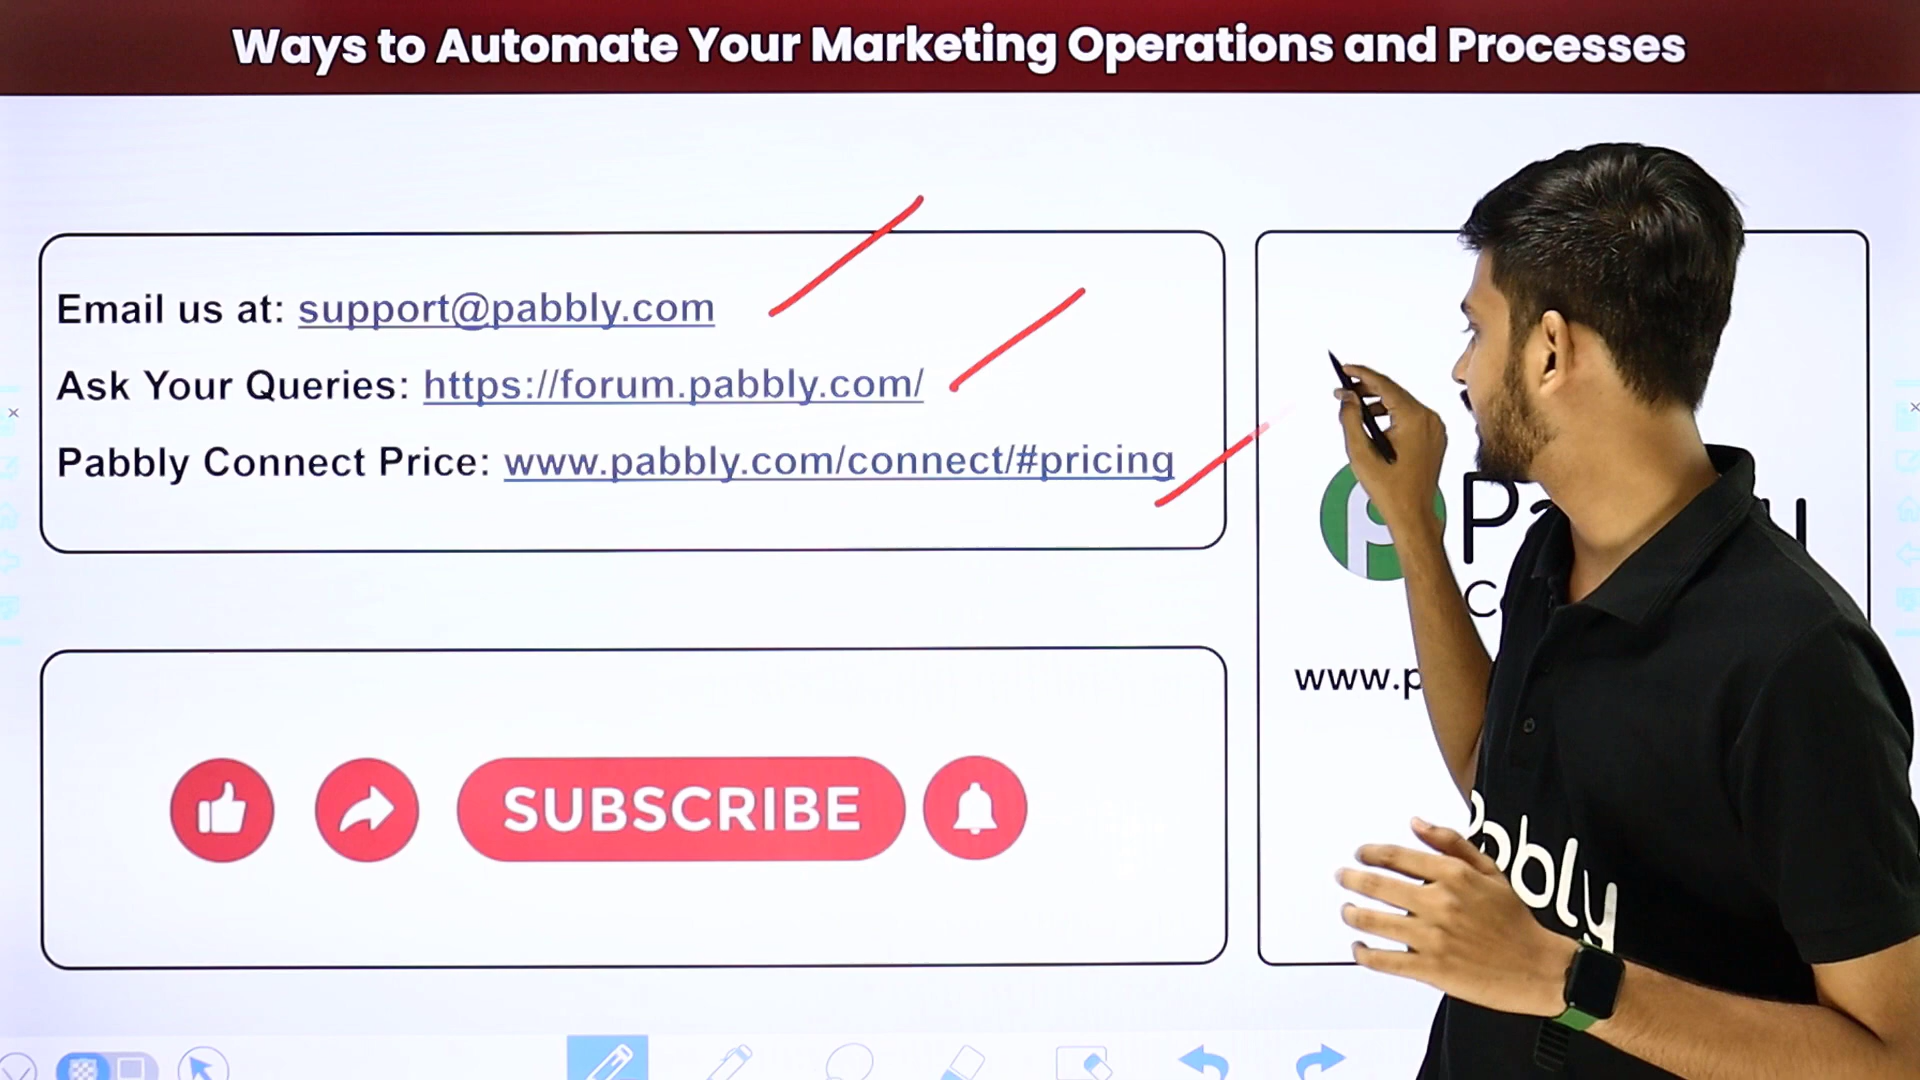 Ways to Automate Your Marketing Operations and Processes
Email us at: support@pabbly.com
Ask Your Queries: https://forum.pabbly.com/
Pabbly Connect Price: www.pabbly.com/connect/#pricing
SUBSCRIBE